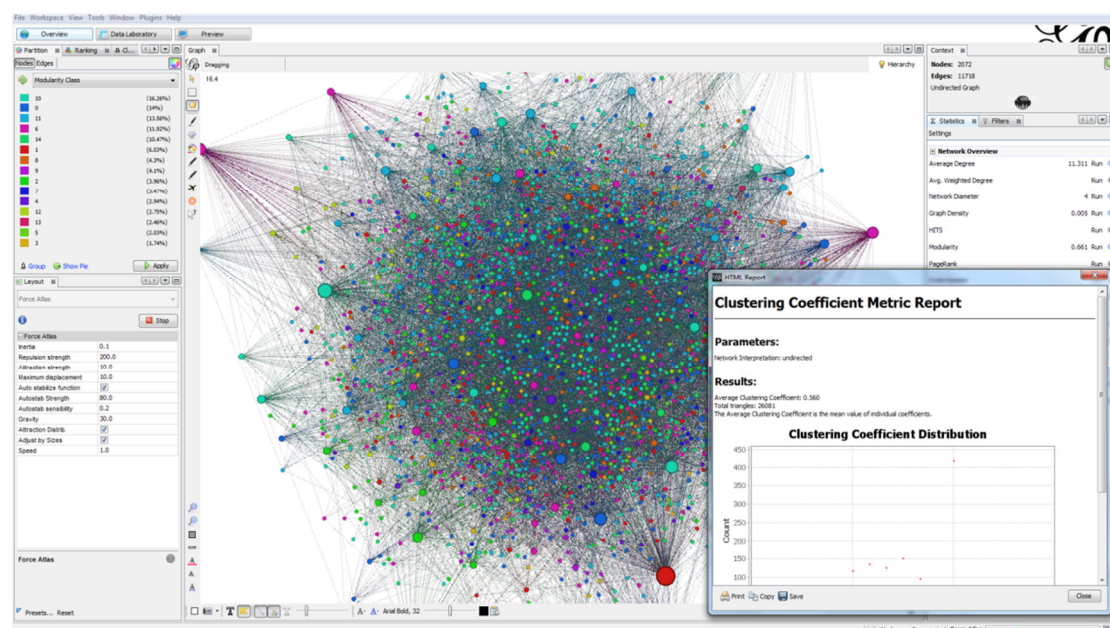 File Workspace View Tools Window Plugins Help
Overview Data Laboratory Preview
Partition Ranking Cl...
Nodes Edges
Modularity Class
10 (16.26%)
0 (14%)
11 (13.56%)
6 (11.92%)
14 (10.47%)
1 (6.03%)
8 (4.3%)
9 (4.1%)
2 (3.96%)
7 (3.47%)
4 (2.94%)
12 (2.75%)
13 (2.46%)
5 (2.03%)
3 (1.74%)
Group Show Pie Apply
Layout
Force Atlas
Stop
Force Atlas
Inertia 0.1
Repulsion strength 200.0
Attraction strength 10.0
Maximum displacement 10.0
Auto stabilize function
Autostab Strength 80.0
Autostab sensibility 0.2
Gravity 30.0
Attraction Distrib.
Adjust by Sizes
Speed 1.0
Force Atlas
Presets... Reset
Graph
Dragging
Hierarchy
16.4
T A- A- Arial Bold, 32
Context
Nodes: 2072
Edges: 11718
Undirected Graph
Statistics Filters
Settings
Network Overview
Average Degree 11.311 Run
Avg. Weighted Degree Run
Network Diameter 4 Run
Graph Density 0.005 Run
HITS Run
Modularity 0.661 Run
PageRank Run
HTML Report
Clustering Coefficient Metric Report
Parameters:
Network Interpretation: undirected
Results:
Average Clustering Coefficient: 0.560
Total triangles: 26081
The Average Clustering Coefficient is the mean value of individual coefficients.
Clustering Coefficient Distribution
450
400
350
300
250
200
150
100
Count
Print Copy Save Close